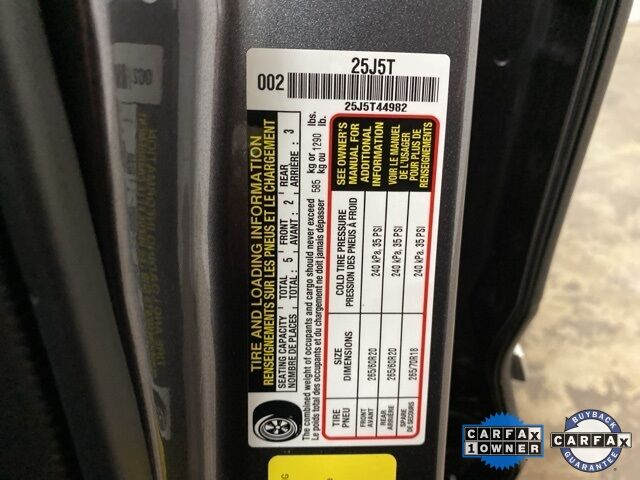 25J5T
002
25J5T44982
TIRE AND LOADING INFORMATION
RENSEIGNEMENTS SUR LES PNEUS ET LE CHARGEMENT
SEATING CAPACITY TOTAL : 5 FRONT : 2 REAR : 3
NOMBRE DE PLACES TOTAL : 5 AVANT : 2 ARRIÈRE : 3
The combined weight of occupants and cargo should never exceed 585 kg or 1290 lbs.
Le poids total des occupants et du chargement ne doit jamais dépasser 585 kg ou 1290 lb.
TIRE SIZE COLD TIRE PRESSURE
PNEU DIMENSIONS PRESSION DES PNEUS À FROID
FRONT 265/60R20 240 kPa, 35 PSI
AVANT
REAR 265/60R20 240 kPa, 35 PSI
ARRIÈRE
SPARE 265/70R18 240 kPa, 35 PSI
DE SECOURS
SEE OWNER'S
MANUAL FOR
ADDITIONAL
INFORMATION
VOIR LE MANUEL
DE L'USAGER
POUR PLUS DE
RENSEIGNEMENTS
CARFAX
1 OWNER
BUYBACK
CARFAX
GUARANTEE